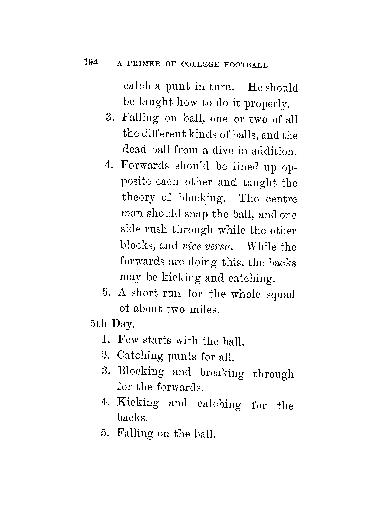 194 A PRIMER OF COLLEGE FOOTBALL
catch a punt in turn. He should
be taught how to do it properly.
3. Falling on ball, one or two of all
the different kinds of balls, and the
dead ball from a dive in addition.
4. Forwards should be lined up op-
posite each other and taught the
theory of blocking. The centre
man should snap the ball, and one
side rush through while the other
blocks, and vice versa. While the
forwards are doing this, the backs
may be kicking and catching.
5. A short run for the whole squad
of about two miles.
5th Day.
1. Few starts with the ball.
2. Catching punts for all.
3. Blocking and breaking through
for the forwards.
4. Kicking and catching for the
backs.
5. Falling on the ball.